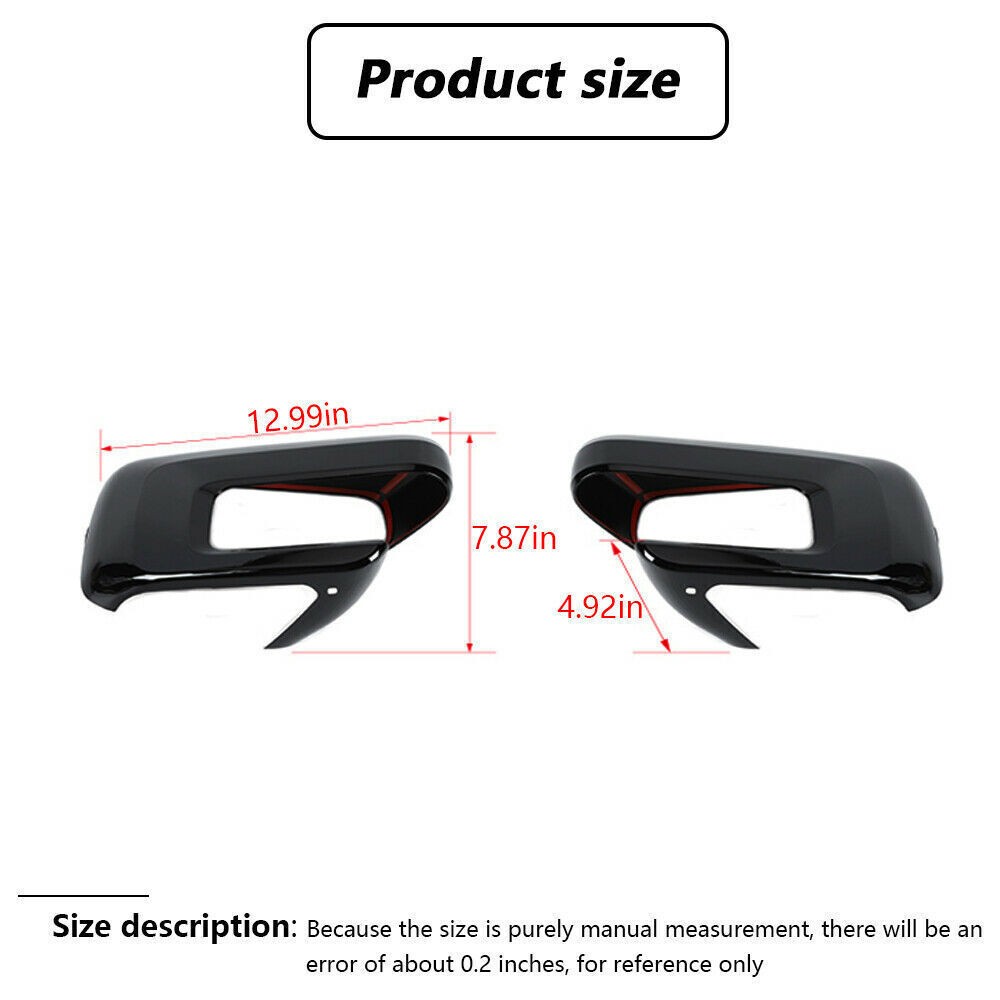 Product size
12.99in
7.87in
4.92in
Size description: Because the size is purely manual measurement, there will be an
error of about 0.2 inches, for reference only